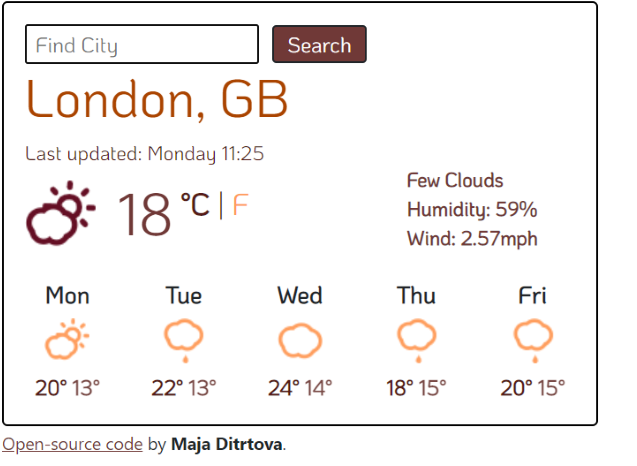 Find City Search
London, GB
Last updated: Monday 11:25
18 °C | F
Few Clouds
Humidity: 59%
Wind: 2.57mph
Mon Tue Wed Thu Fri
20° 13° 22° 13° 24° 14° 18° 15° 20° 15°
Open-source code by Maja Ditrtova.